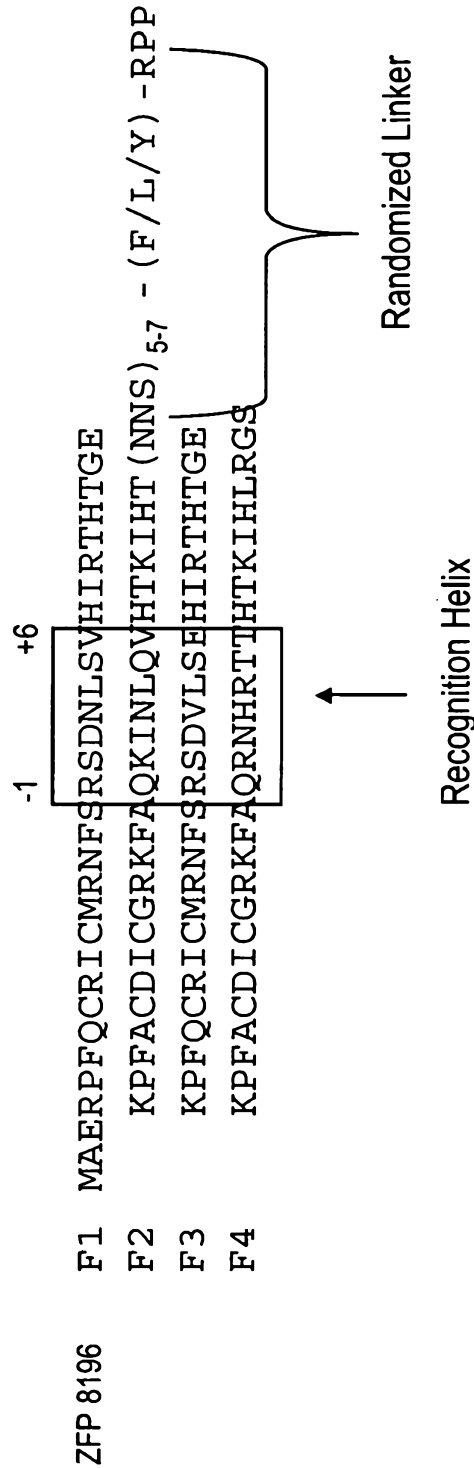 -1 +6
ZFP 8196 F1 MAERPFQCRICMRNFSRSDNLSVHIRTHTGE
F2 KPFACDICGRKFAQKINLQVHTKIHT(NNS)5-7 -(F/L/Y)-RPP
F3 KPFQCRICMRNFSRSDVLSEHIRTHTGE
F4 KPFACDICGRKFAQRNHRTTHTKIHLRGS
Randomized Linker
Recognition Helix